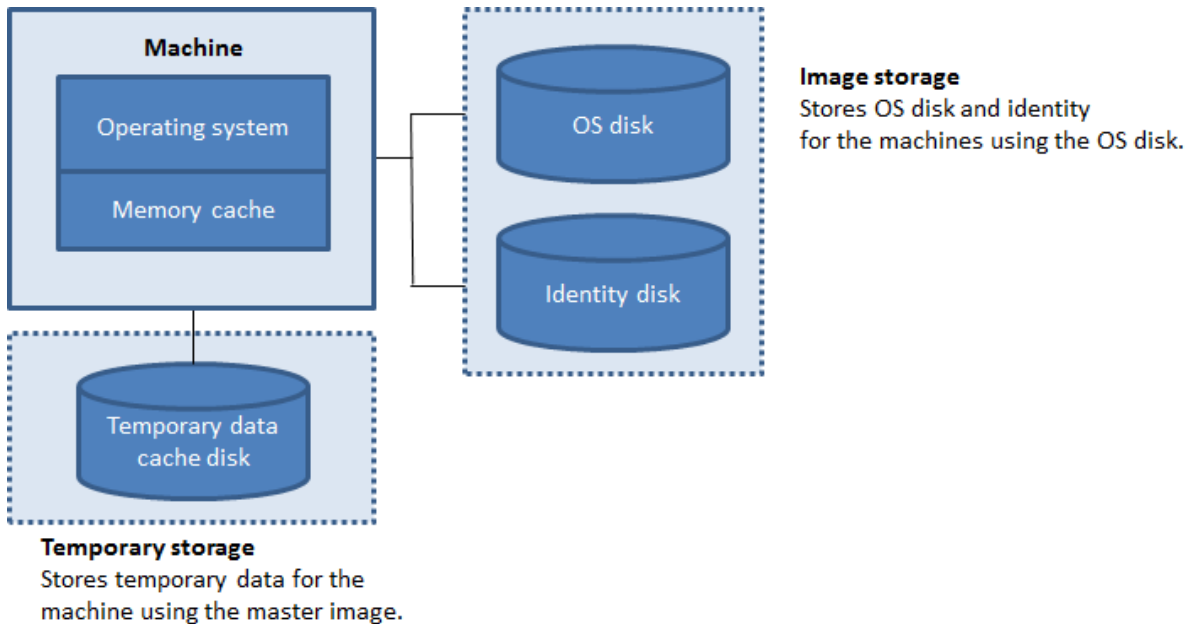 Machine
Operating system
Memory cache
OS disk
Identity disk
Image storage
Stores OS disk and identity
for the machines using the OS disk.
Temporary data
cache disk
Temporary storage
Stores temporary data for the
machine using the master image.